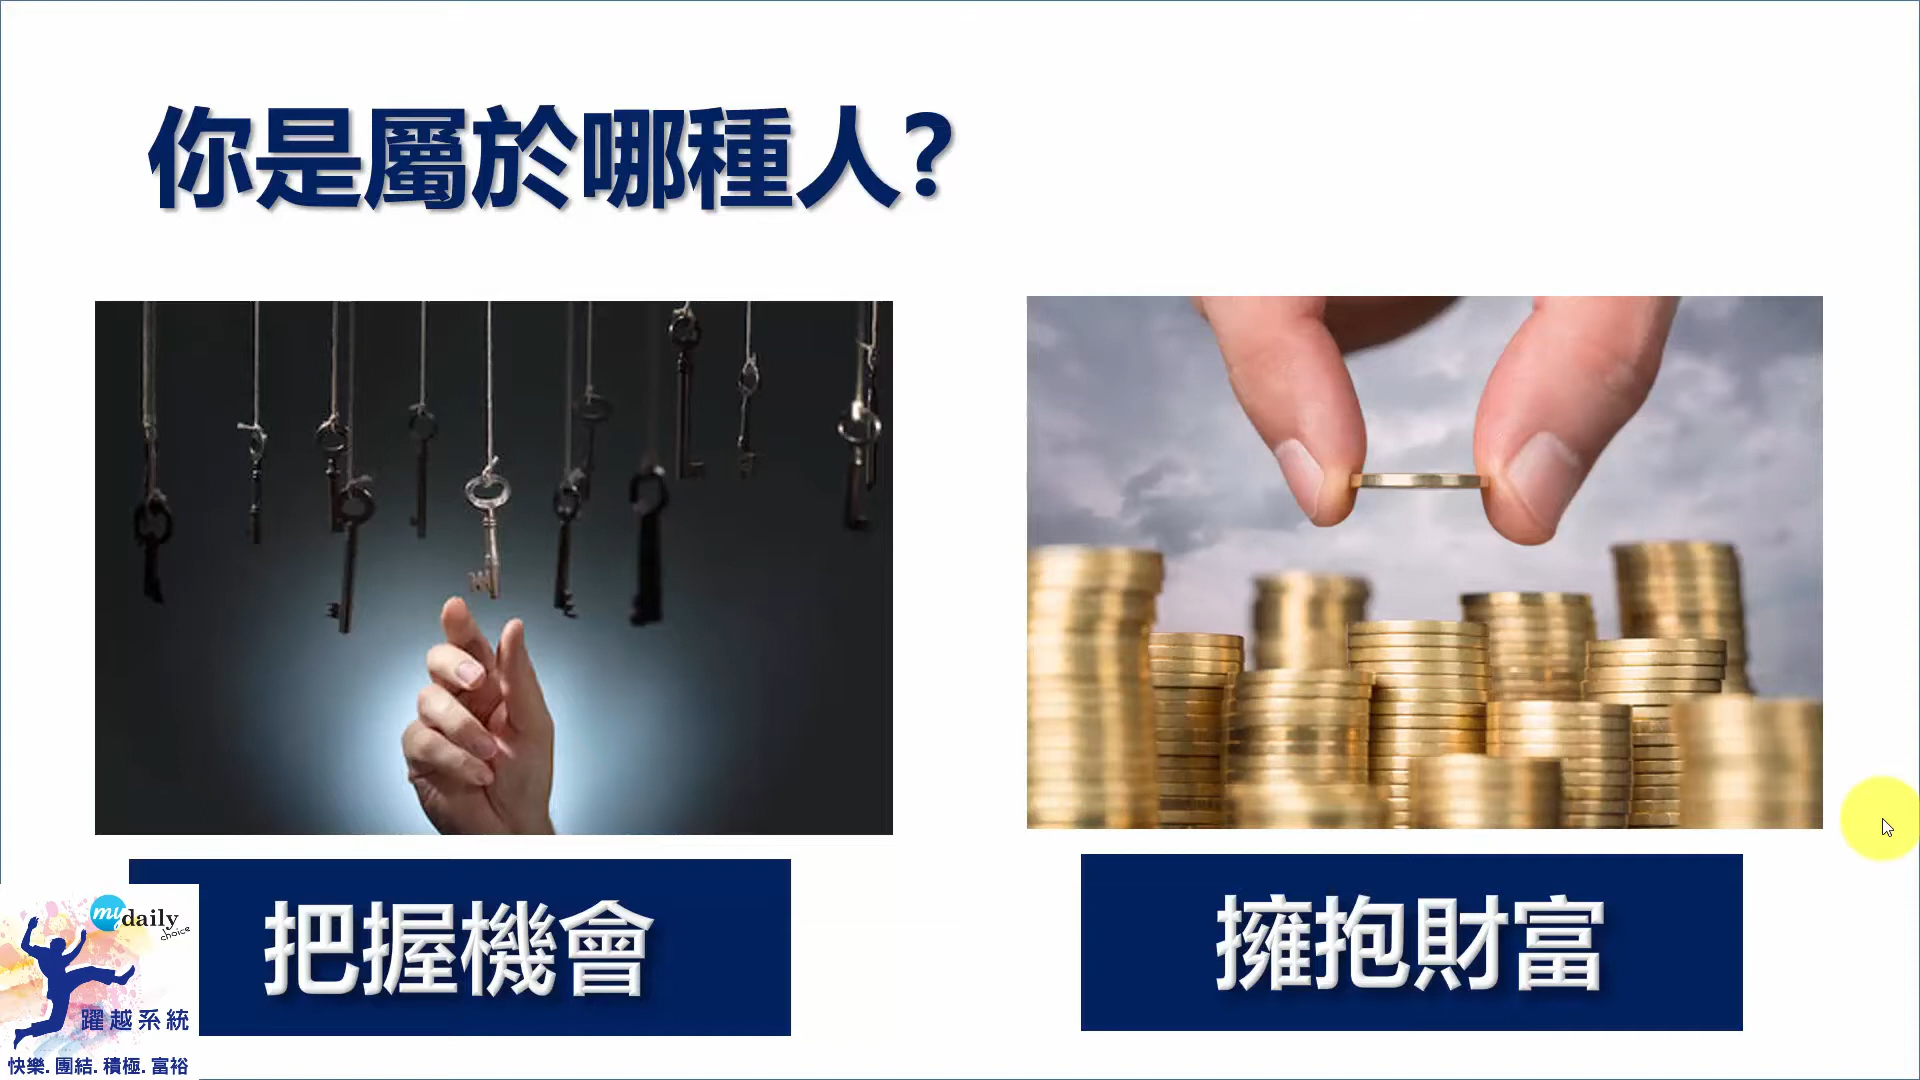 你是屬於哪種人?
把握機會
擁抱財富
my daily
choice
躍越系統
快樂. 團結. 積極. 富裕